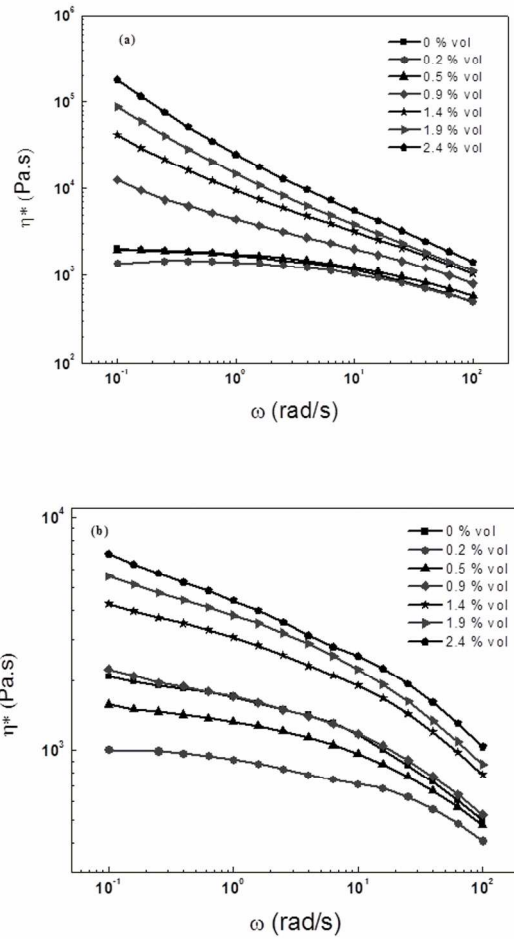 (a)
0 % vol
0.2 % vol
0.5 % vol
0.9 % vol
1.4 % vol
1.9 % vol
2.4 % vol
η* (Pa.s)
10⁶
10⁵
10⁴
10³
10²
10⁻¹ 10⁰ 10¹ 10²
ω (rad/s)
(b)
0 % vol
0.2 % vol
0.5 % vol
0.9 % vol
1.4 % vol
1.9 % vol
2.4 % vol
η* (Pa.s)
10⁴
10³
10⁻¹ 10⁰ 10¹ 10²
ω (rad/s)